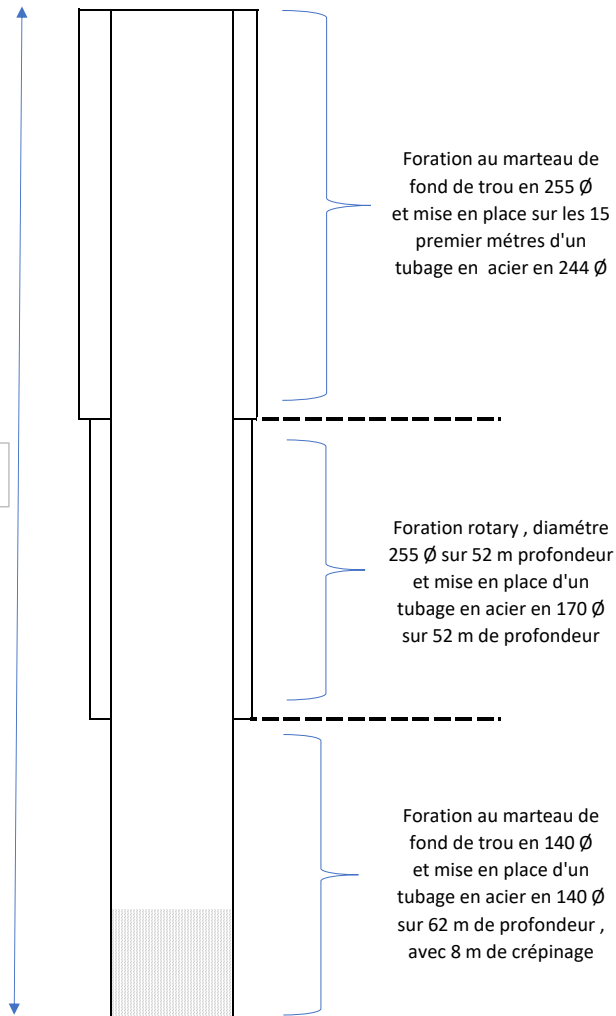 Foration au marteau de
fond de trou en 255 Ø
et mise en place sur les 15
premier métres d'un
tubage en acier en 244 Ø
Foration rotary , diamétre
255 Ø sur 52 m profondeur
et mise en place d'un
tubage en acier en 170 Ø
sur 52 m de profondeur
Foration au marteau de
fond de trou en 140 Ø
et mise en place d'un
tubage en acier en 140 Ø
sur 62 m de profondeur ,
avec 8 m de crépinage